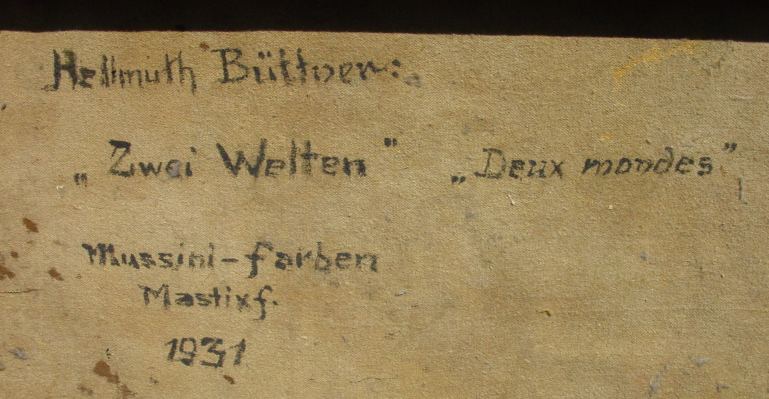 Hellmuth Büttner:
„Zwei Welten" „Deux mondes"
Mussini-farben
Mastixf.
1931